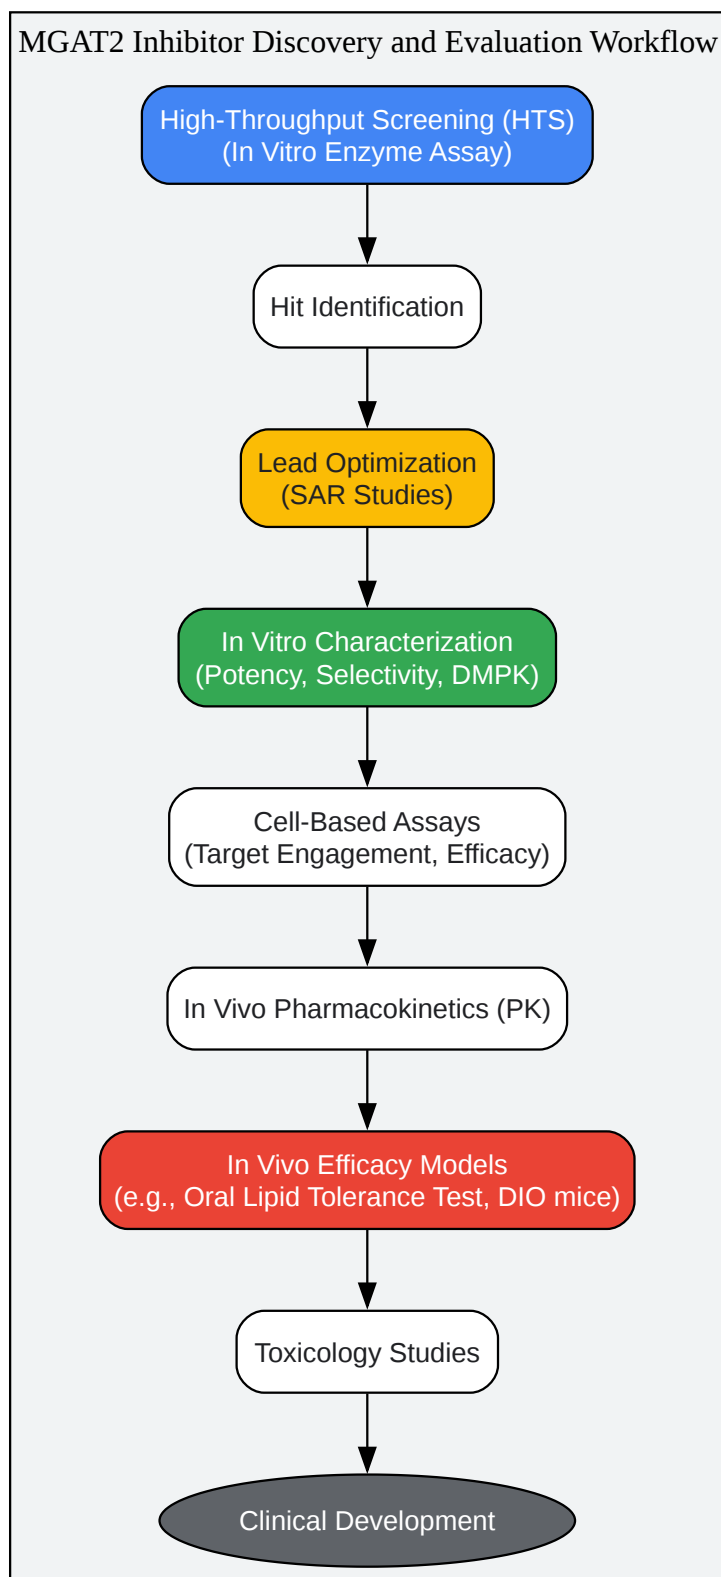 MGAT2 Inhibitor Discovery and Evaluation Workflow
High-Throughput Screening (HTS)
(In Vitro Enzyme Assay)
Hit Identification
Lead Optimization
(SAR Studies)
In Vitro Characterization
(Potency, Selectivity, DMPK)
Cell-Based Assays
(Target Engagement, Efficacy)
In Vivo Pharmacokinetics (PK)
In Vivo Efficacy Models
(e.g., Oral Lipid Tolerance Test, DIO mice)
Toxicology Studies
Clinical Development